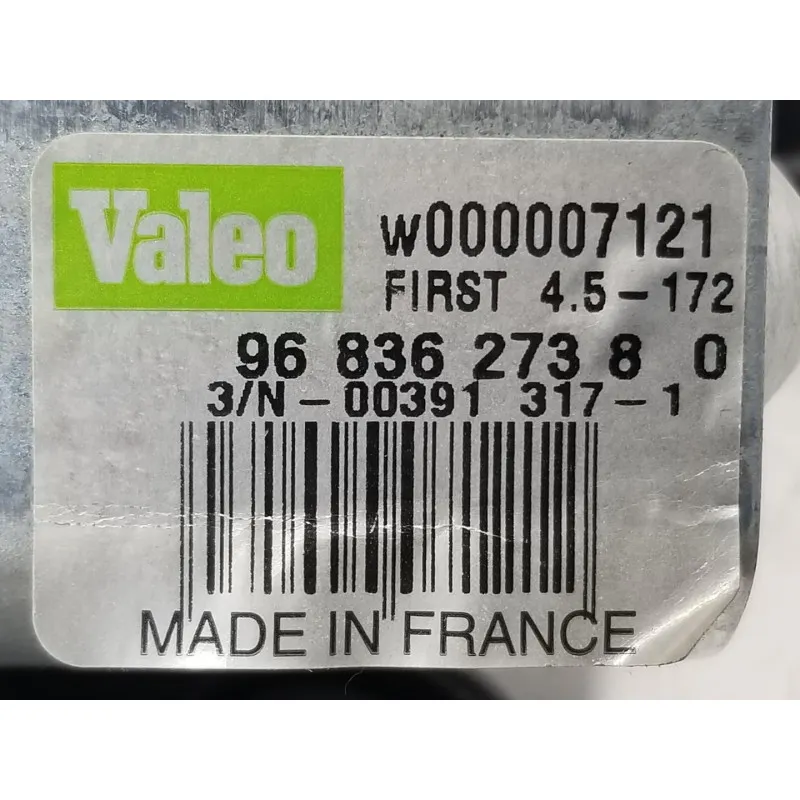 Valeo
w000007121
FIRST 4.5-172
96 836 273 8 0
3/N-00391 317-1
MADE IN FRANCE